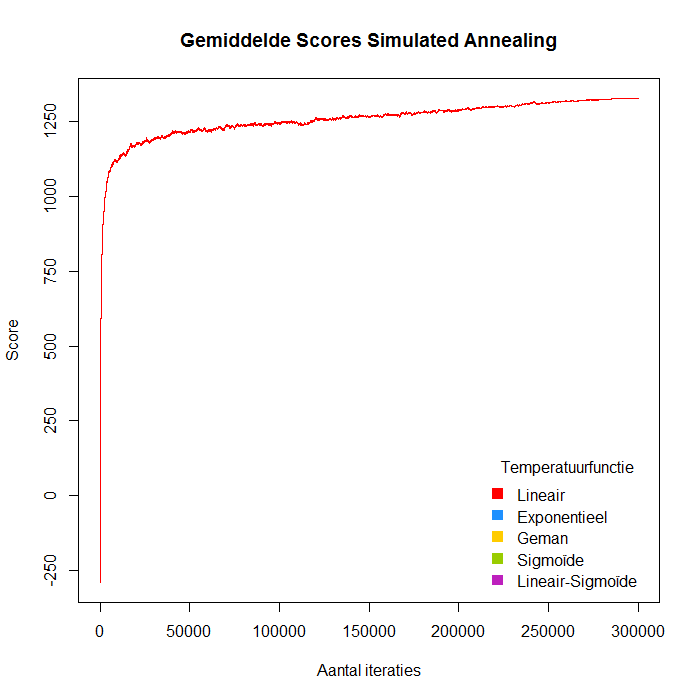 Gemiddelde Scores Simulated Annealing
Score
1250
1000
750
500
250
0
-250
Temperatuurfunctie
Lineair
Exponentieel
Geman
Sigmoïde
Lineair-Sigmoïde
0 50000 100000 150000 200000 250000 300000
Aantal iteraties